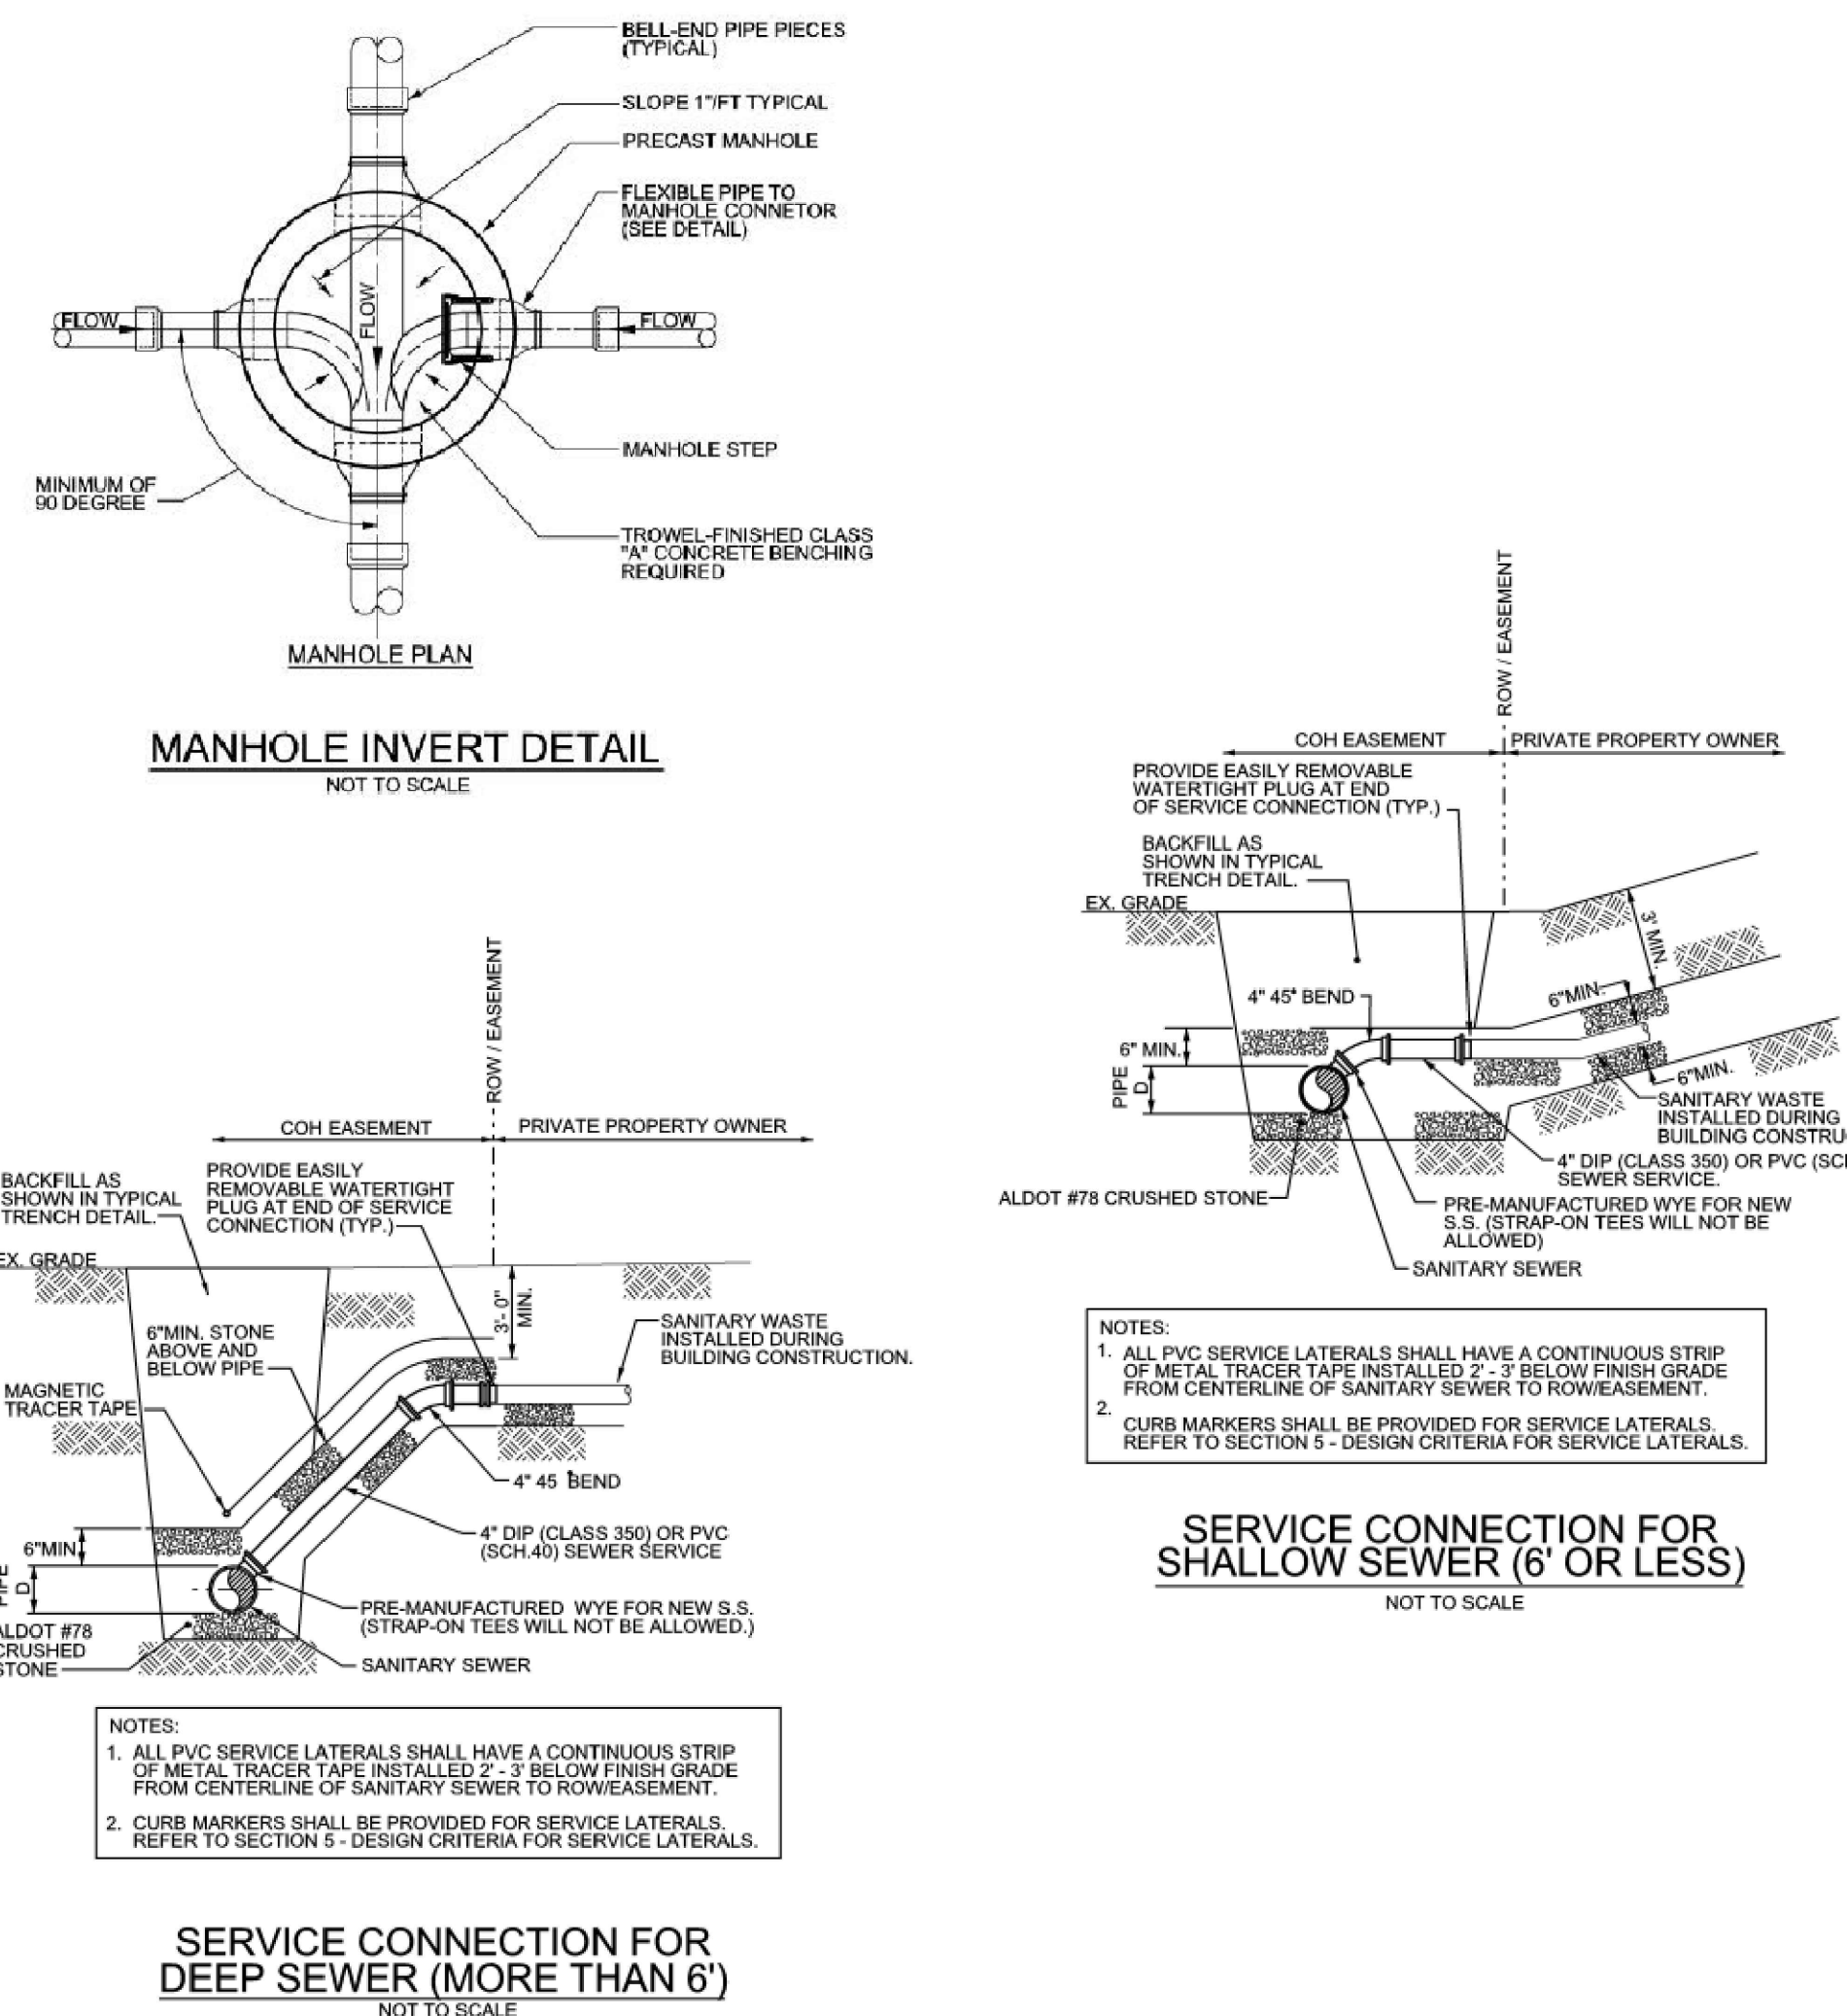 BELL-END PIPE PIECES
(TYPICAL)
SLOPE 1"/FT TYPICAL
PRECAST MANHOLE
FLEXIBLE PIPE TO
MANHOLE CONNETOR
(SEE DETAIL)
FLOW
FLOW
FLOW
MANHOLE STEP
MINIMUM OF
90 DEGREE
TROWEL-FINISHED CLASS
"A" CONCRETE BENCHING
REQUIRED
MANHOLE PLAN
MANHOLE INVERT DETAIL
NOT TO SCALE
ROW / EASEMENT
COH EASEMENT
PRIVATE PROPERTY OWNER
PROVIDE EASILY REMOVABLE
WATERTIGHT PLUG AT END
OF SERVICE CONNECTION (TYP.)
BACKFILL AS
SHOWN IN TYPICAL
TRENCH DETAIL.
EX. GRADE
3' MIN.
4" 45° BEND
6"MIN.
6" MIN.
PIPE
D
6"MIN.
SANITARY WASTE
INSTALLED DURING
BUILDING CONSTRU
4" DIP (CLASS 350) OR PVC (SC
SEWER SERVICE.
ALDOT #78 CRUSHED STONE
PRE-MANUFACTURED WYE FOR NEW
S.S. (STRAP-ON TEES WILL NOT BE
ALLOWED)
SANITARY SEWER
NOTES:
1. ALL PVC SERVICE LATERALS SHALL HAVE A CONTINUOUS STRIP
OF METAL TRACER TAPE INSTALLED 2' - 3' BELOW FINISH GRADE
FROM CENTERLINE OF SANITARY SEWER TO ROW/EASEMENT.
2. CURB MARKERS SHALL BE PROVIDED FOR SERVICE LATERALS.
REFER TO SECTION 5 - DESIGN CRITERIA FOR SERVICE LATERALS.
SERVICE CONNECTION FOR
SHALLOW SEWER (6' OR LESS)
NOT TO SCALE
ROW / EASEMENT
COH EASEMENT
PRIVATE PROPERTY OWNER
BACKFILL AS
SHOWN IN TYPICAL
TRENCH DETAIL.
PROVIDE EASILY
REMOVABLE WATERTIGHT
PLUG AT END OF SERVICE
CONNECTION (TYP.)
EX. GRADE
3'- 0"
MIN.
6"MIN. STONE
ABOVE AND
BELOW PIPE
SANITARY WASTE
INSTALLED DURING
BUILDING CONSTRUCTION.
MAGNETIC
TRACER TAPE
4" 45° BEND
4" DIP (CLASS 350) OR PVC
(SCH.40) SEWER SERVICE
6"MIN
PIPE
D
PRE-MANUFACTURED WYE FOR NEW S.S.
(STRAP-ON TEES WILL NOT BE ALLOWED.)
ALDOT #78
CRUSHED
STONE
SANITARY SEWER
NOTES:
1. ALL PVC SERVICE LATERALS SHALL HAVE A CONTINUOUS STRIP
OF METAL TRACER TAPE INSTALLED 2' - 3' BELOW FINISH GRADE
FROM CENTERLINE OF SANITARY SEWER TO ROW/EASEMENT.
2. CURB MARKERS SHALL BE PROVIDED FOR SERVICE LATERALS.
REFER TO SECTION 5 - DESIGN CRITERIA FOR SERVICE LATERALS.
SERVICE CONNECTION FOR
DEEP SEWER (MORE THAN 6')
NOT TO SCALE